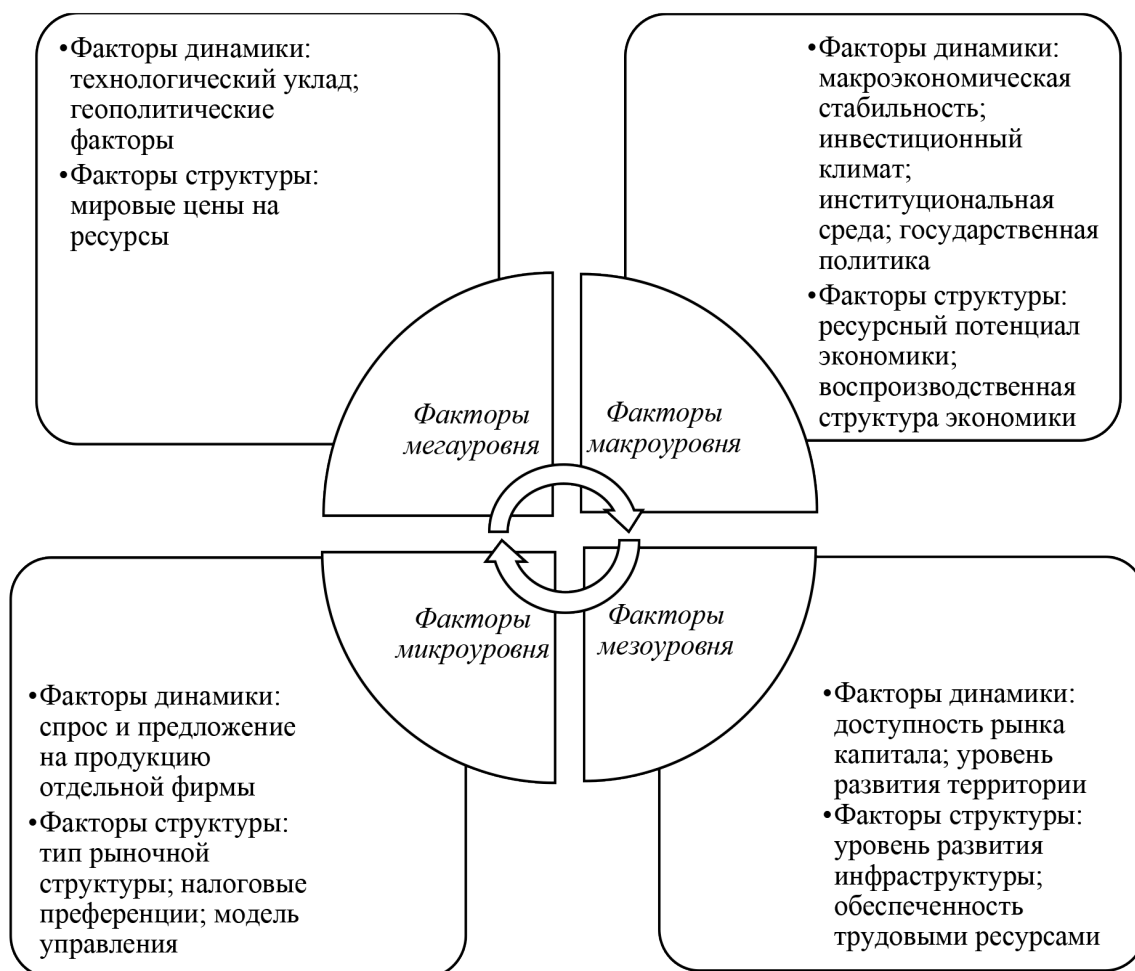 •Факторы динамики:
технологический уклад;
геополитические
факторы
•Факторы структуры:
мировые цены на
ресурсы
•Факторы динамики:
макроэкономическая
стабильность;
инвестиционный
климат;
институциональная
среда; государственная
политика
•Факторы структуры:
ресурсный потенциал
экономики;
воспроизводственная
структура экономики
Факторы
мегауровня
Факторы
макроуровня
Факторы
микроуровня
Факторы
мезоуровня
•Факторы динамики:
спрос и предложение
на продукцию
отдельной фирмы
•Факторы структуры:
тип рыночной
структуры; налоговые
преференции; модель
управления
•Факторы динамики:
доступность рынка
капитала; уровень
развития территории
•Факторы структуры:
уровень развития
инфраструктуры;
обеспеченность
трудовыми ресурсами